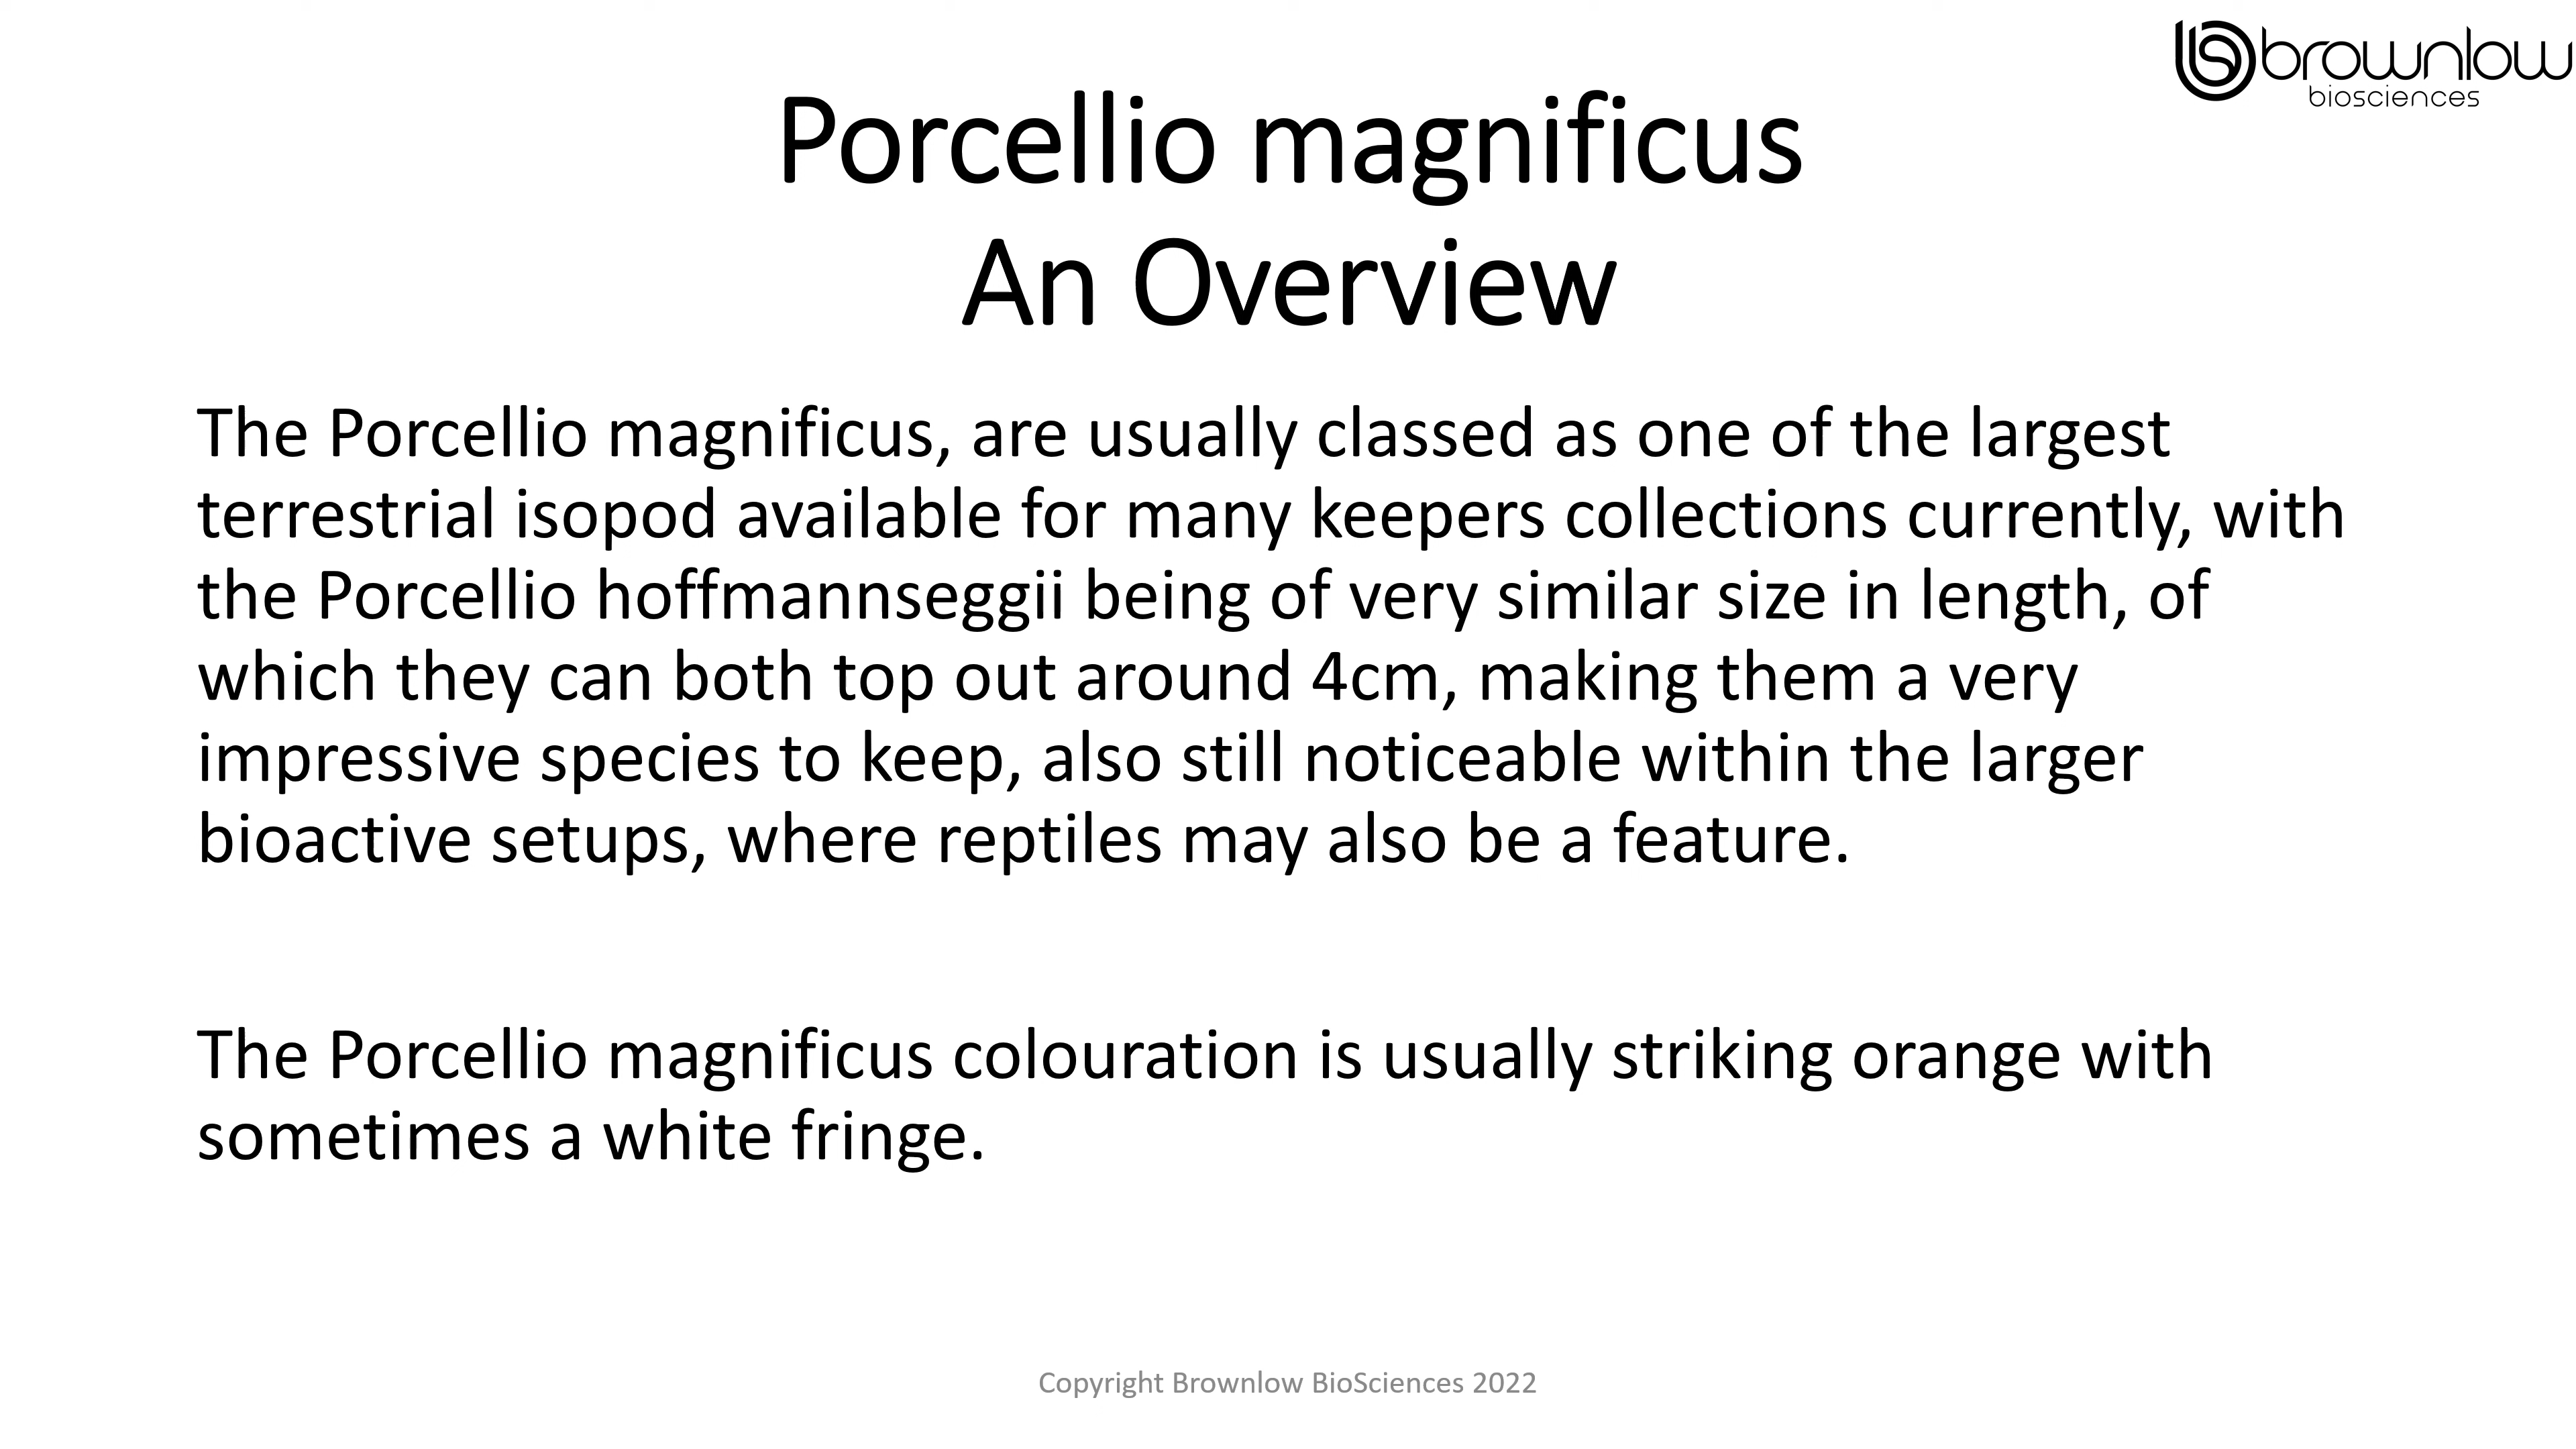 brownlow
biosciences
Porcellio magnificus
An Overview
The Porcellio magnificus, are usually classed as one of the largest
terrestrial isopod available for many keepers collections currently, with
the Porcellio hoffmannseggii being of very similar size in length, of
which they can both top out around 4cm, making them a very
impressive species to keep, also still noticeable within the larger
bioactive setups, where reptiles may also be a feature.
The Porcellio magnificus colouration is usually striking orange with
sometimes a white fringe.
Copyright Brownlow BioSciences 2022